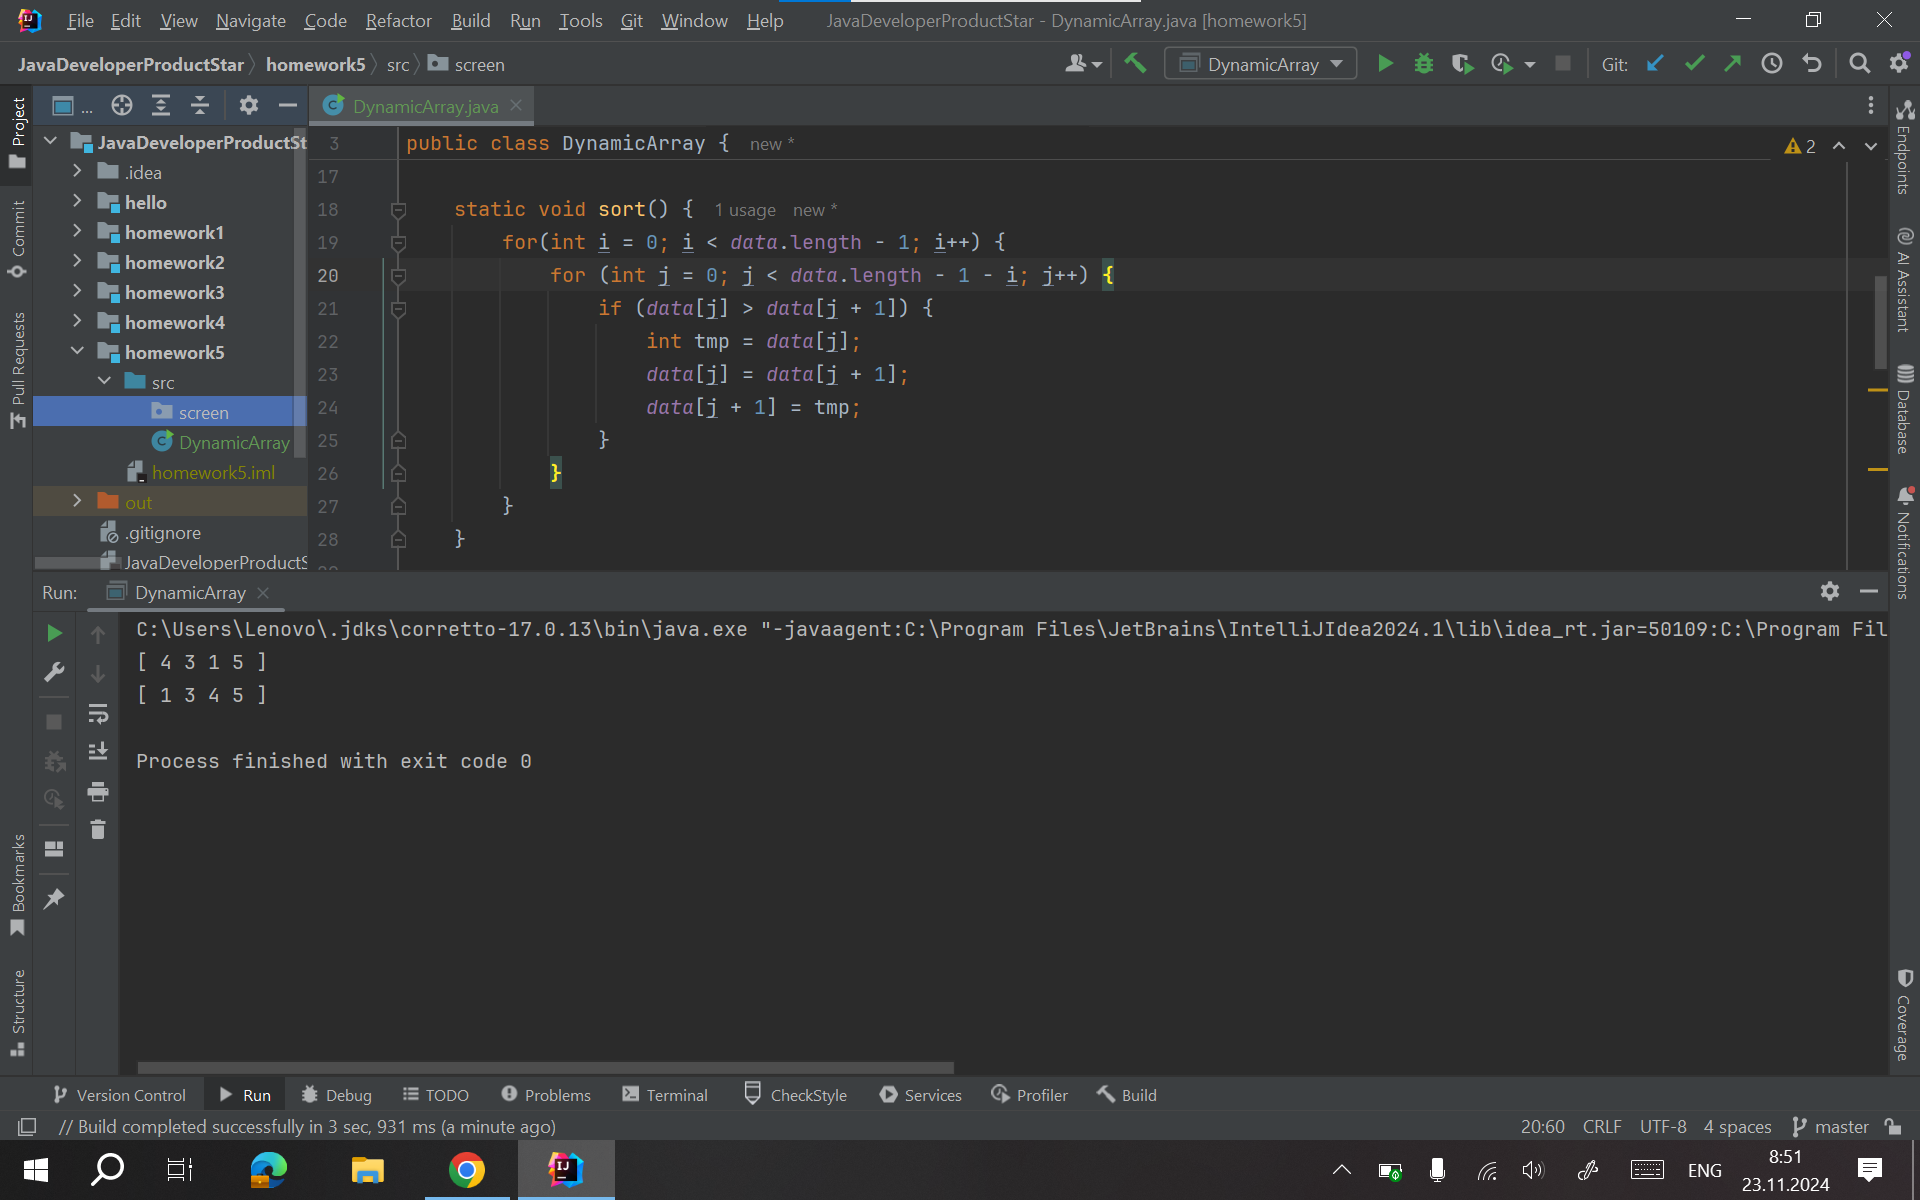 File Edit View Navigate Code Refactor Build Run Tools Git Window Help JavaDeveloperProductStar - DynamicArray.java [homework5]
JavaDeveloperProductStar homework5 src screen DynamicArray Git:
... DynamicArray.java
Project
Commit
Pull Requests
Bookmarks
Structure
JavaDeveloperProductSt
.idea
hello
homework1
homework2
homework3
homework4
homework5
src
screen
DynamicArray
homework5.iml
out
.gitignore
JavaDeveloperProductS
3 public class DynamicArray { new *
2
17
18 static void sort() { 1 usage new *
19 for(int i = 0; i < data.length - 1; i++) {
20 for (int j = 0; j < data.length - 1 - i; j++) {
21 if (data[j] > data[j + 1]) {
22 int tmp = data[j];
23 data[j] = data[j + 1];
24 data[j + 1] = tmp;
25 }
26 }
27 }
28 }
Endpoints
AI Assistant
Database
Notifications
Coverage
Run: DynamicArray
C:\Users\Lenovo\.jdks\corretto-17.0.13\bin\java.exe "-javaagent:C:\Program Files\JetBrains\IntelliJIdea2024.1\lib\idea_rt.jar=50109:C:\Program Fil
[ 4 3 1 5 ]
[ 1 3 4 5 ]
Process finished with exit code 0
Version Control Run Debug TODO Problems Terminal CheckStyle Services Profiler Build
// Build completed successfully in 3 sec, 931 ms (a minute ago) 20:60 CRLF UTF-8 4 spaces master
IJ ENG 8:51
23.11.2024